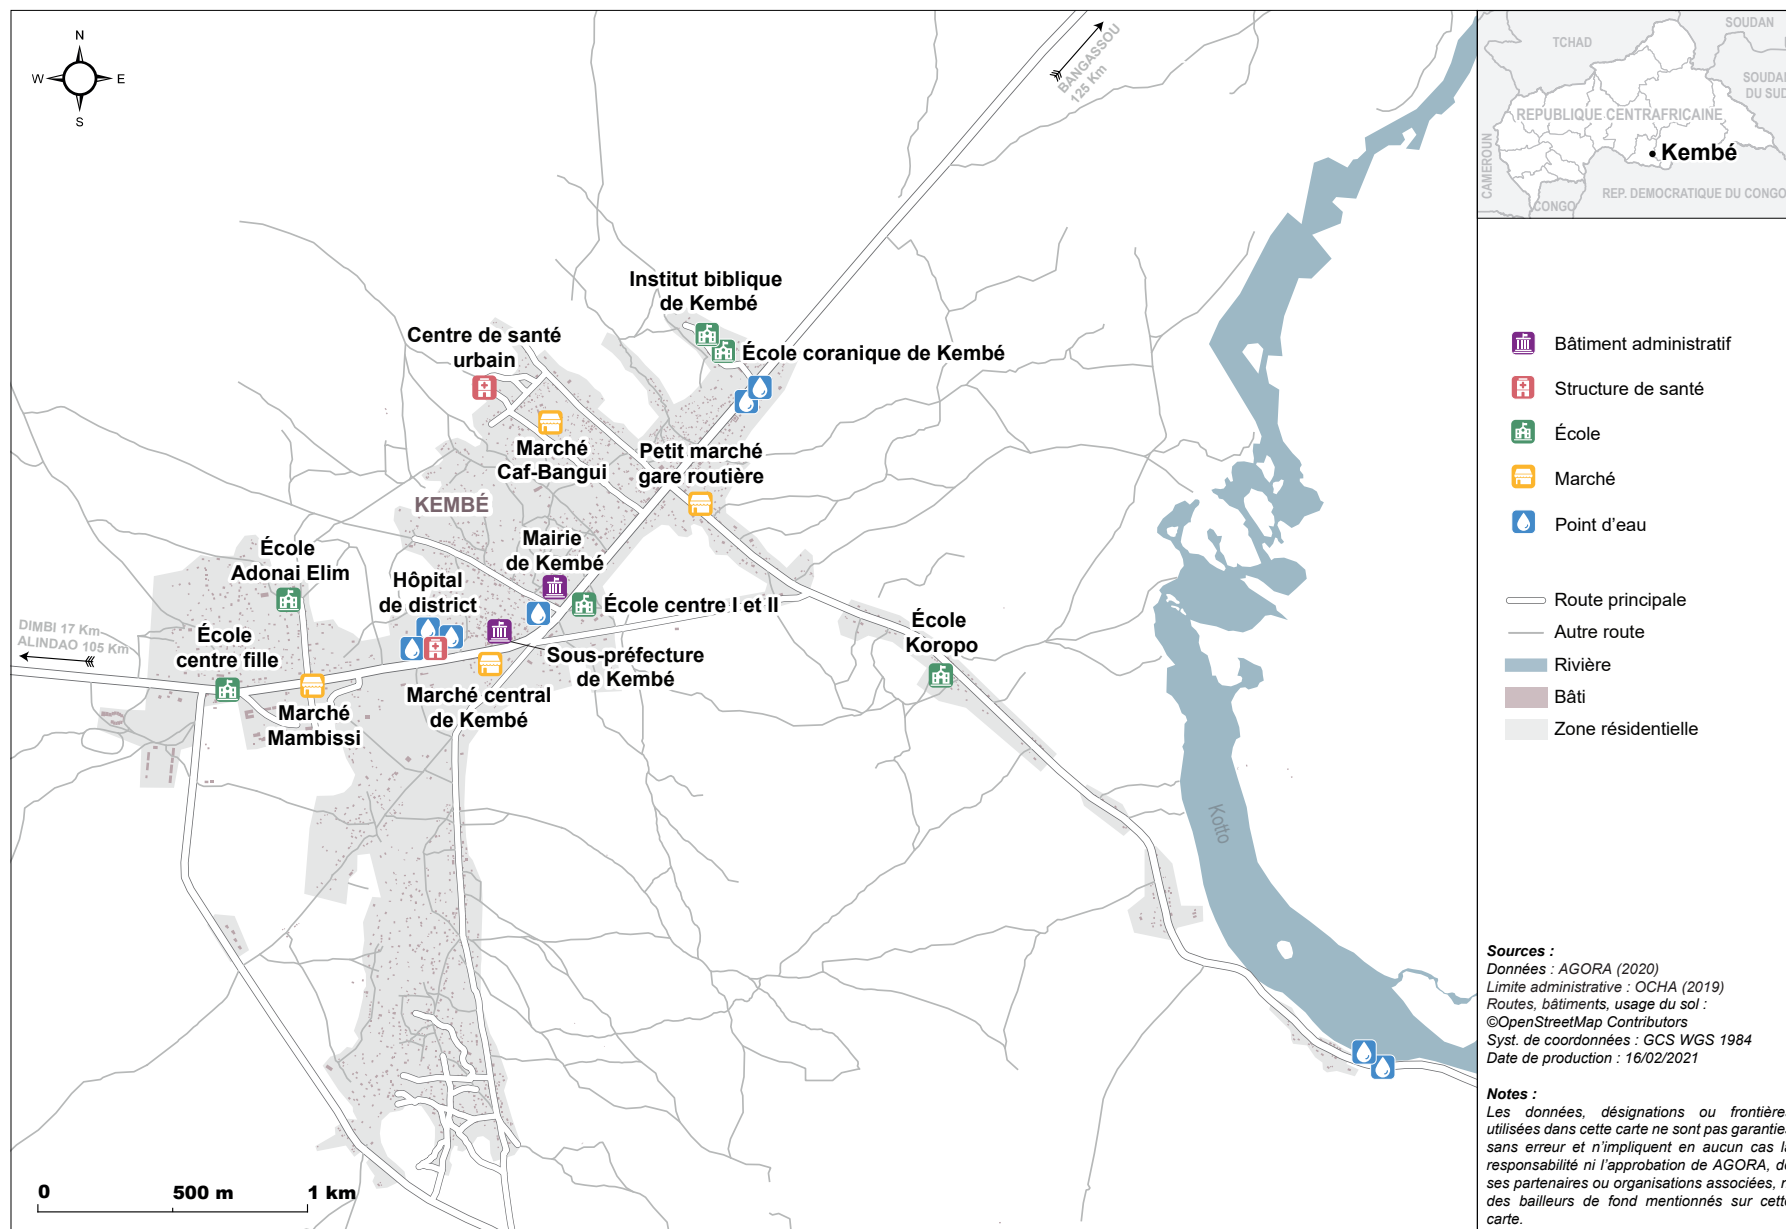 N
W
E
S
BANGASSOU
125 Km
Institut biblique
de Kembé
École coranique de Kembé
Centre de santé
urbain
Marché
Caf-Bangui
Petit marché
gare routière
KEMBÉ
Mairie
de Kembé
École
Adonai Elim
Hôpital
de district
École centre I et II
DIMBI 17 Km
ALINDAO 105 Km
École
centre fille
École
Koropo
Sous-préfecture
de Kembé
Marché central
de Kembé
Marché
Mambissi
Kotto
0
500 m
1 km
SOUDAN
TCHAD
SOUDAN
DU SUD
REPUBLIQUE CENTRAFRICAINE
Kembé
CAMEROUN
CONGO
REP. DEMOCRATIQUE DU CONGO
Bâtiment administratif
Structure de santé
École
Marché
Point d'eau
Route principale
Autre route
Rivière
Bâti
Zone résidentielle
Sources :
Données : AGORA (2020)
Limite administrative : OCHA (2019)
Routes, bâtiments, usage du sol :
©OpenStreetMap Contributors
Syst. de coordonnées : GCS WGS 1984
Date de production : 16/02/2021
Notes :
Les données, désignations ou frontières
utilisées dans cette carte ne sont pas garanties
sans erreur et n'impliquent en aucun cas la
responsabilité ni l'approbation de AGORA, de
ses partenaires ou organisations associées, ni
des bailleurs de fond mentionnés sur cette
carte.